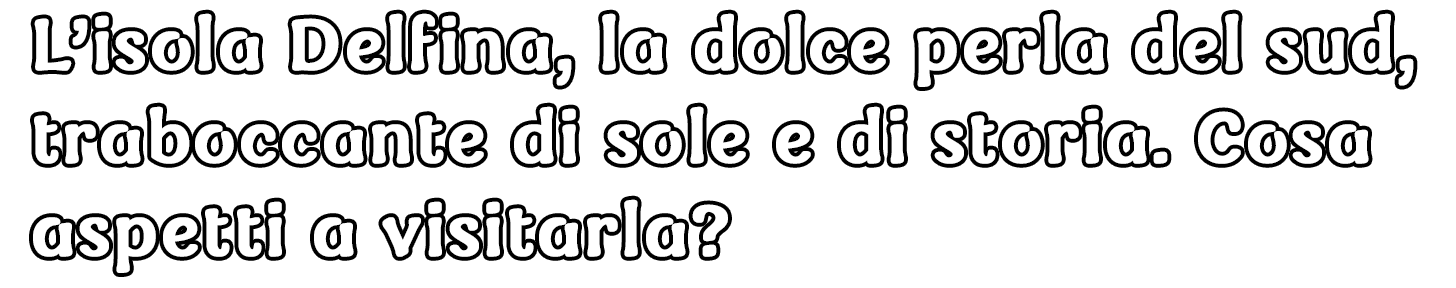 L’isola Delfina, la dolce perla del sud,
traboccante di sole e di storia. Cosa
aspetti a visitarla?